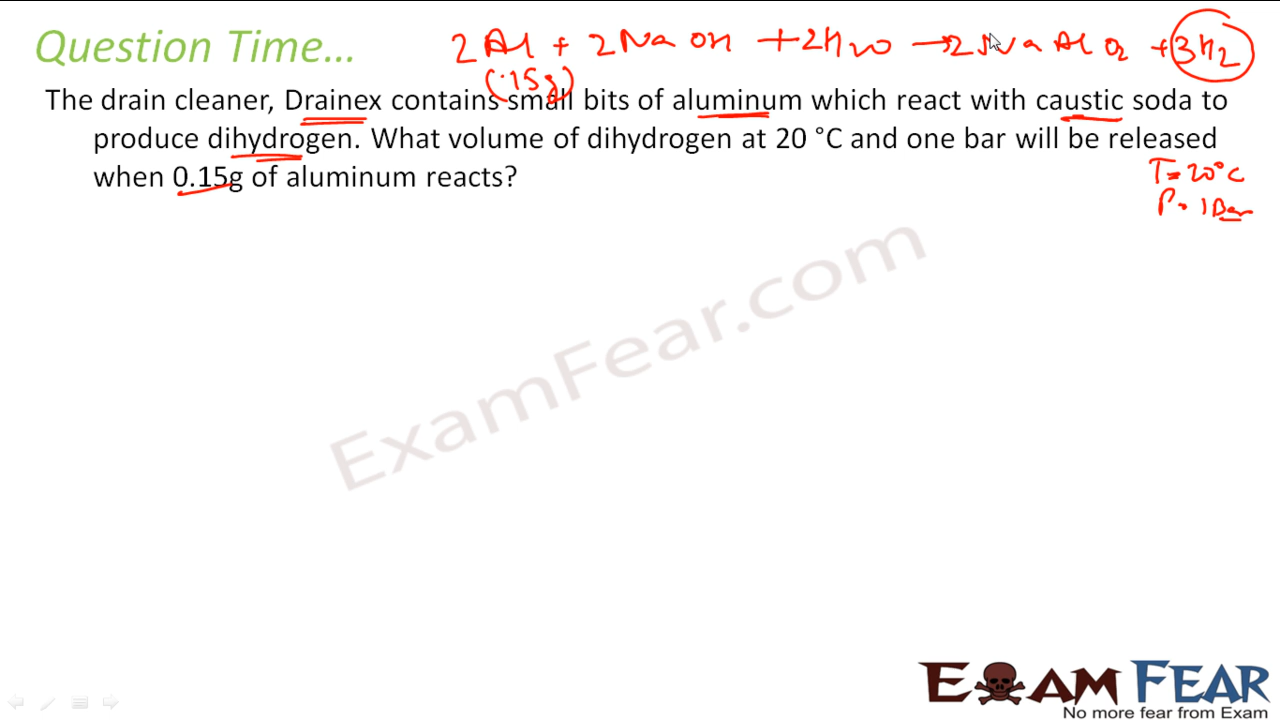 Question Time...
2Al + 2NaOH + 2H2O → 2NaAlO2 + 3H2
(.15g)
The drain cleaner, Drainex contains small bits of aluminum which react with caustic soda to
produce dihydrogen. What volume of dihydrogen at 20 °C and one bar will be released
when 0.15g of aluminum reacts?
T= 20°C
P= 1Bar
ExamFear.com
EXAM FEAR
No more fear from Exam